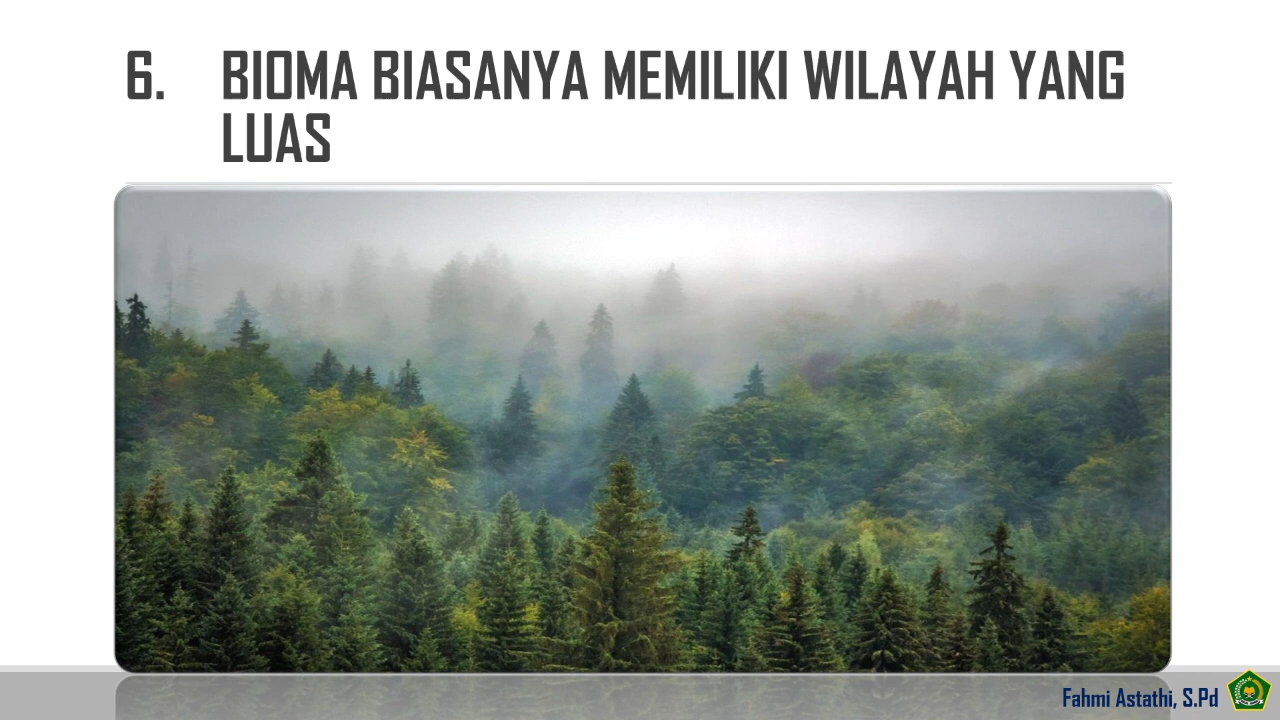 6. BIOMA BIASANYA MEMILIKI WILAYAH YANG
LUAS
Fahmi Astathi, S.Pd